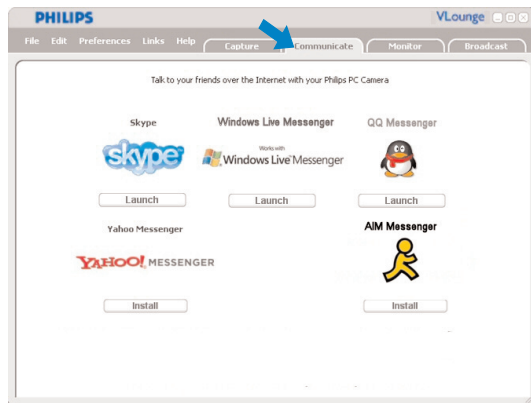 PHILIPS
VLounge
File Edit Preferences Links Help
Capture Communicate Monitor Broadcast
Talk to your friends over the Internet with your Philips PC Camera
Skype Windows Live Messenger QQ Messenger
skype
Works with
Windows Live Messenger
Launch Launch Launch
Yahoo Messenger AIM Messenger
YAHOO! MESSENGER
Install Install